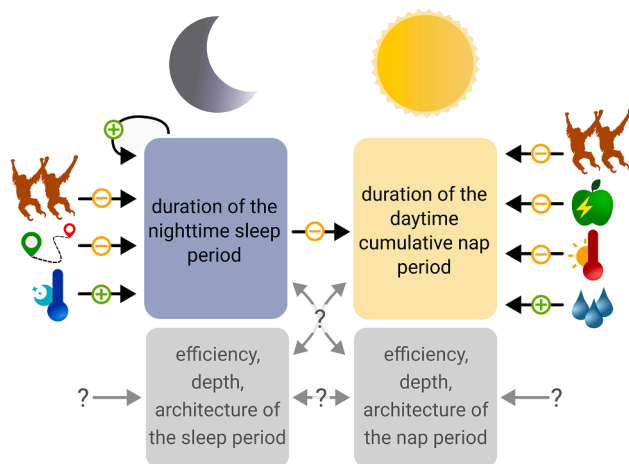 duration of the
nighttime sleep
period
duration of the
daytime
cumulative nap
period
?
efficiency,
depth,
architecture of
the sleep period
efficiency,
depth,
architecture of
the nap period
?
?
?